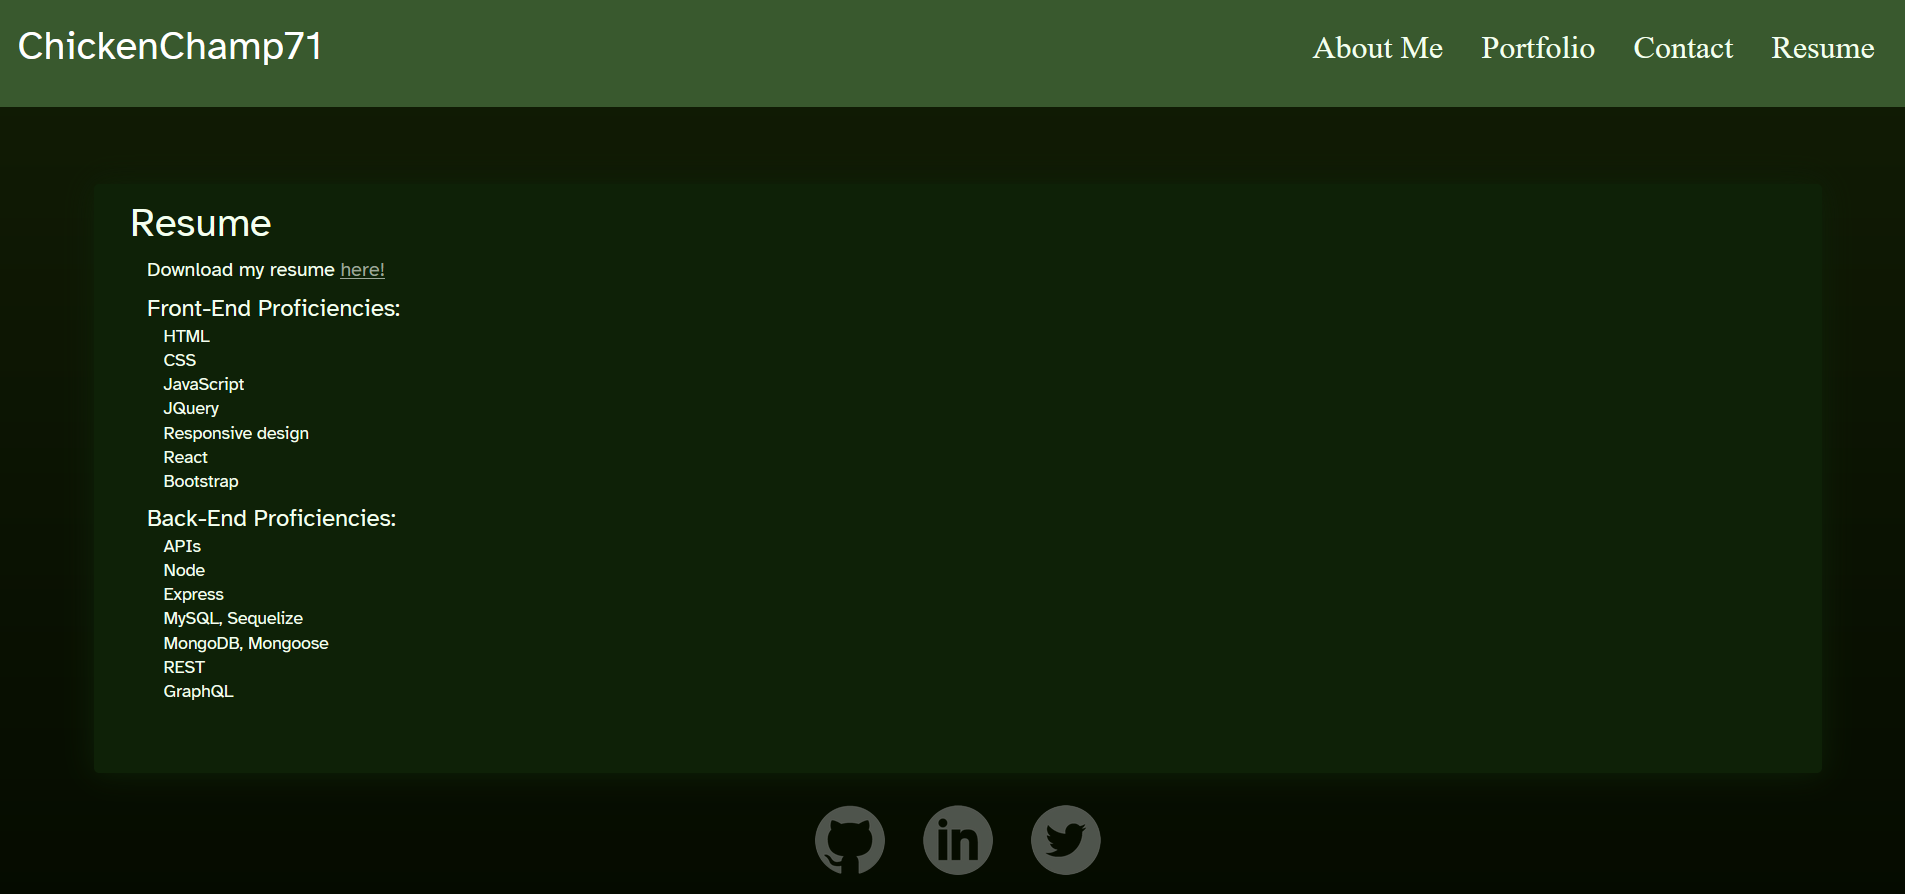 ChickenChamp71
About Me Portfolio Contact Resume
Resume
Download my resume here!
Front-End Proficiencies:
HTML
CSS
JavaScript
JQuery
Responsive design
React
Bootstrap
Back-End Proficiencies:
APIs
Node
Express
MySQL, Sequelize
MongoDB, Mongoose
REST
GraphQL
in